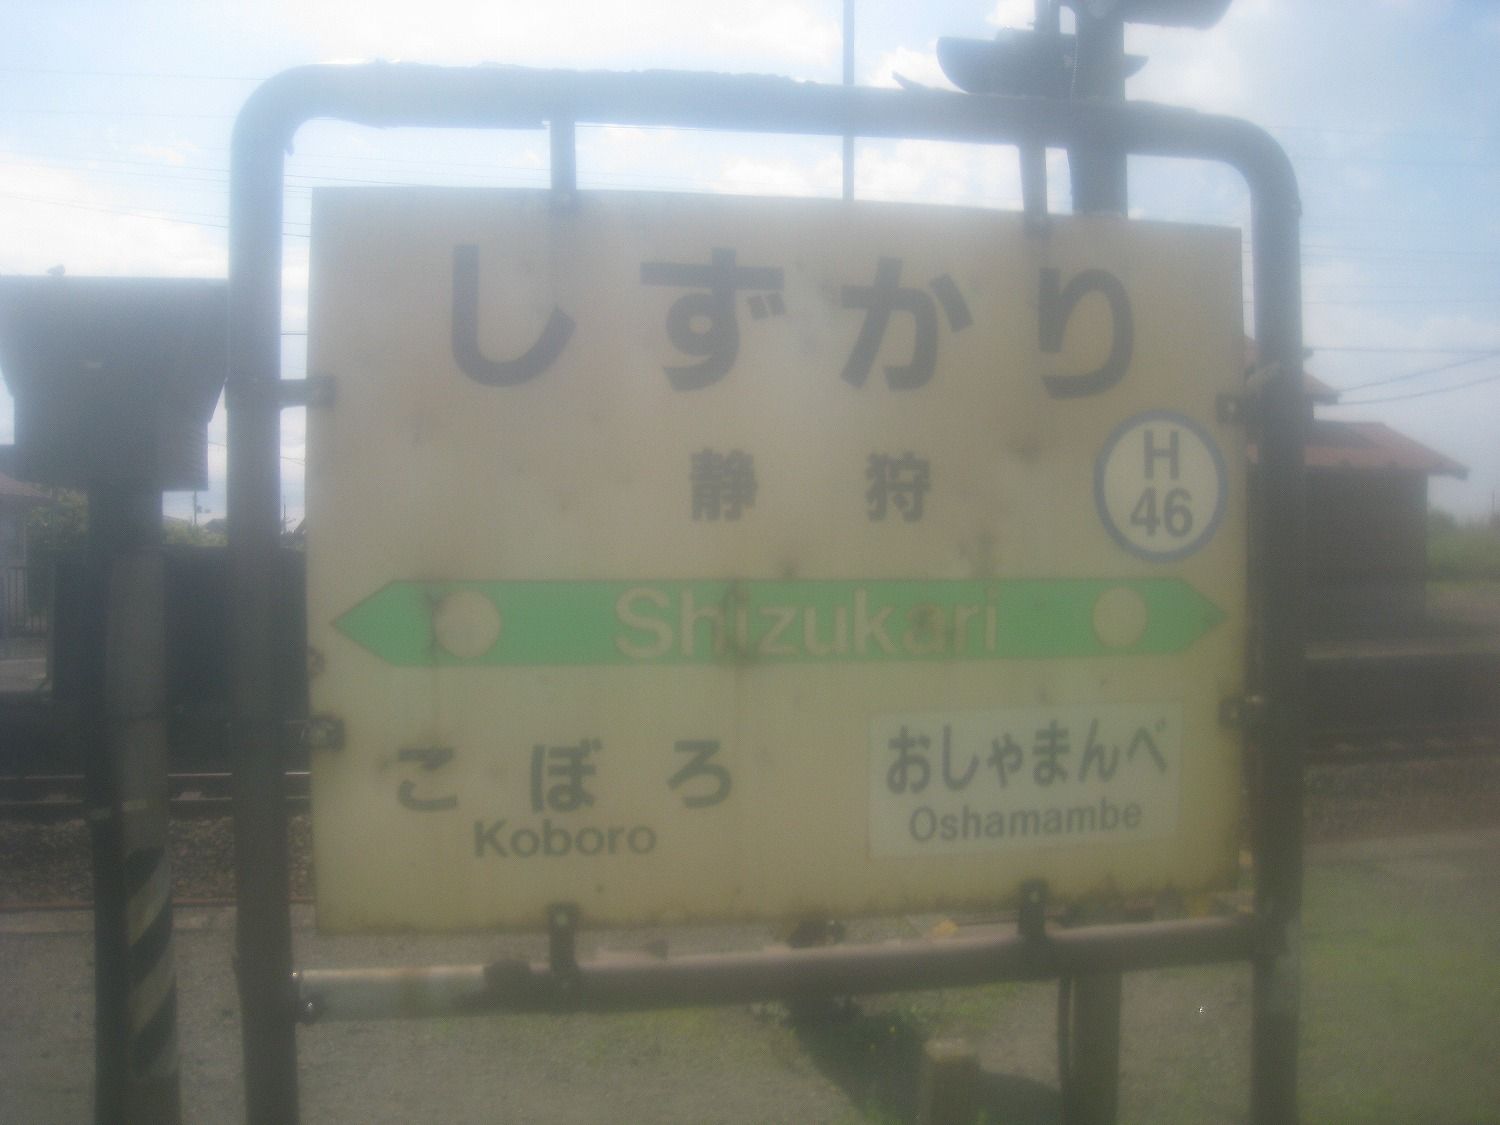 しずかり
静狩
H
46
Shizukari
こぼろ
Koboro
おしゃまんべ
Oshamambe